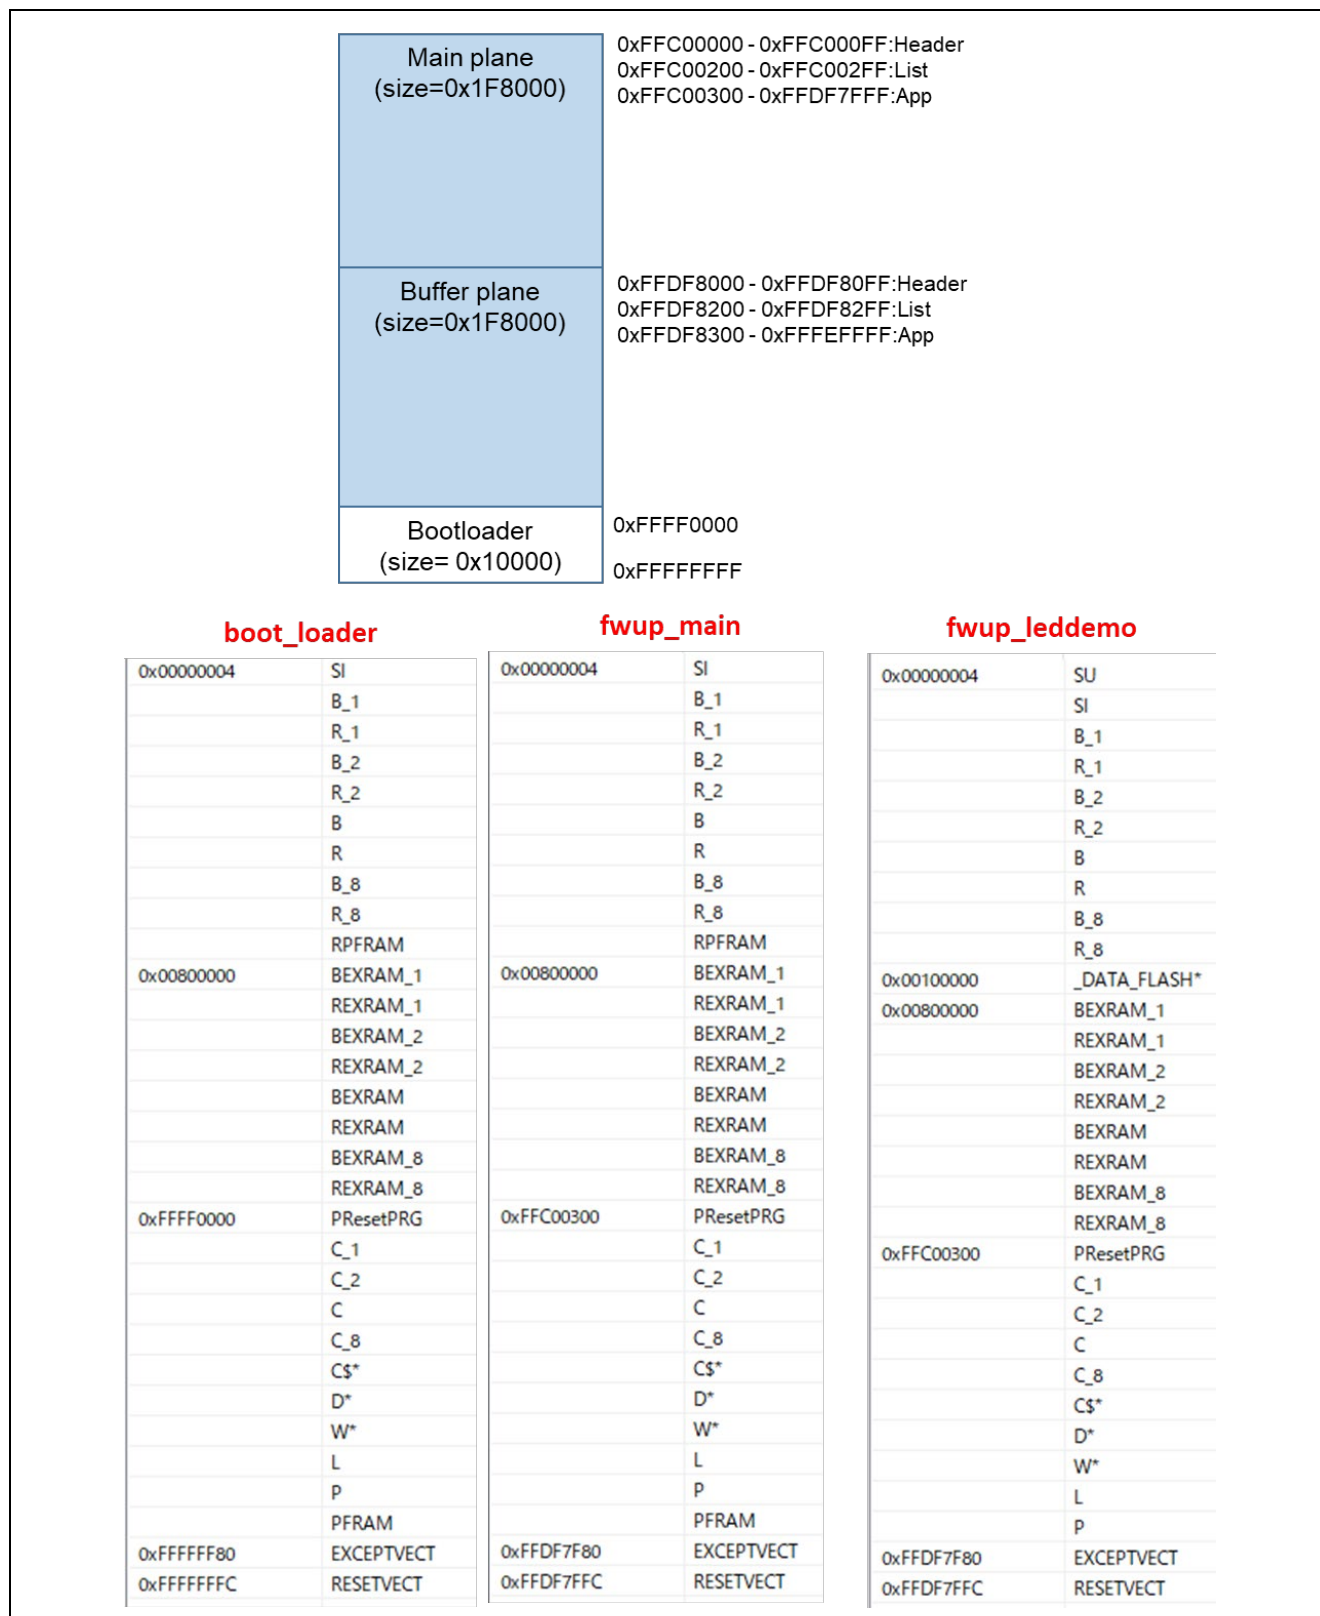 Main plane
(size=0x1F8000)
0xFFC00000 - 0xFFC000FF:Header
0xFFC00200 - 0xFFC002FF:List
0xFFC00300 - 0xFFDF7FFF:App
Buffer plane
(size=0x1F8000)
0xFFDF8000 - 0xFFDF80FF:Header
0xFFDF8200 - 0xFFDF82FF:List
0xFFDF8300 - 0xFFFEFFFF:App
Bootloader
(size= 0x10000)
0xFFFF0000
0xFFFFFFFF
boot_loader
0x00000004 SI
B_1
R_1
B_2
R_2
B
R
B_8
R_8
RPFRAM
0x00800000 BEXRAM_1
REXRAM_1
BEXRAM_2
REXRAM_2
BEXRAM
REXRAM
BEXRAM_8
REXRAM_8
0xFFFF0000 PResetPRG
C_1
C_2
C
C_8
C$*
D*
W*
L
P
PFRAM
0xFFFFFF80 EXCEPTVECT
0xFFFFFFFC RESETVECT
fwup_main
0x00000004 SI
B_1
R_1
B_2
R_2
B
R
B_8
R_8
RPFRAM
0x00800000 BEXRAM_1
REXRAM_1
BEXRAM_2
REXRAM_2
BEXRAM
REXRAM
BEXRAM_8
REXRAM_8
0xFFC00300 PResetPRG
C_1
C_2
C
C_8
C$*
D*
W*
L
P
PFRAM
0xFFDF7F80 EXCEPTVECT
0xFFDF7FFC RESETVECT
fwup_leddemo
0x00000004 SU
SI
B_1
R_1
B_2
R_2
B
R
B_8
R_8
0x00100000 _DATA_FLASH*
0x00800000 BEXRAM_1
REXRAM_1
BEXRAM_2
REXRAM_2
BEXRAM
REXRAM
BEXRAM_8
REXRAM_8
0xFFC00300 PResetPRG
C_1
C_2
C
C_8
C$*
D*
W*
L
P
0xFFDF7F80 EXCEPTVECT
0xFFDF7FFC RESETVECT